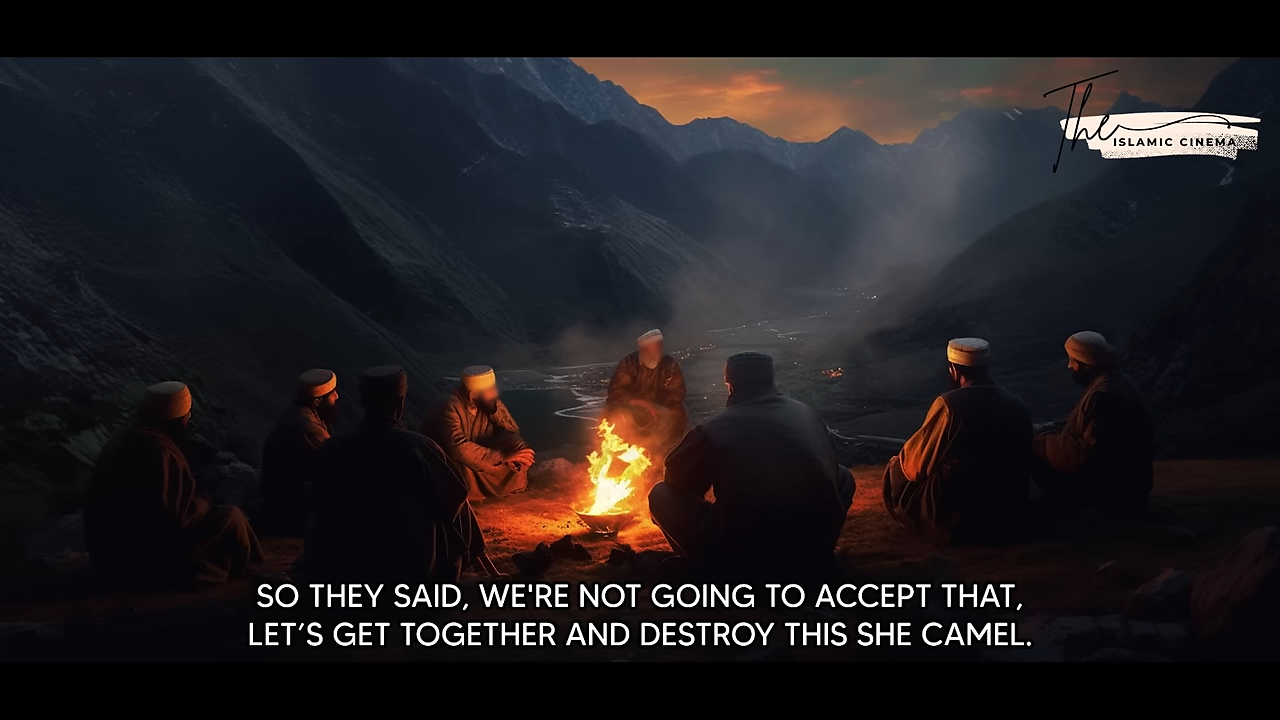 The
ISLAMIC CINEMA
SO THEY SAID, WE'RE NOT GOING TO ACCEPT THAT,
LET'S GET TOGETHER AND DESTROY THIS SHE CAMEL.